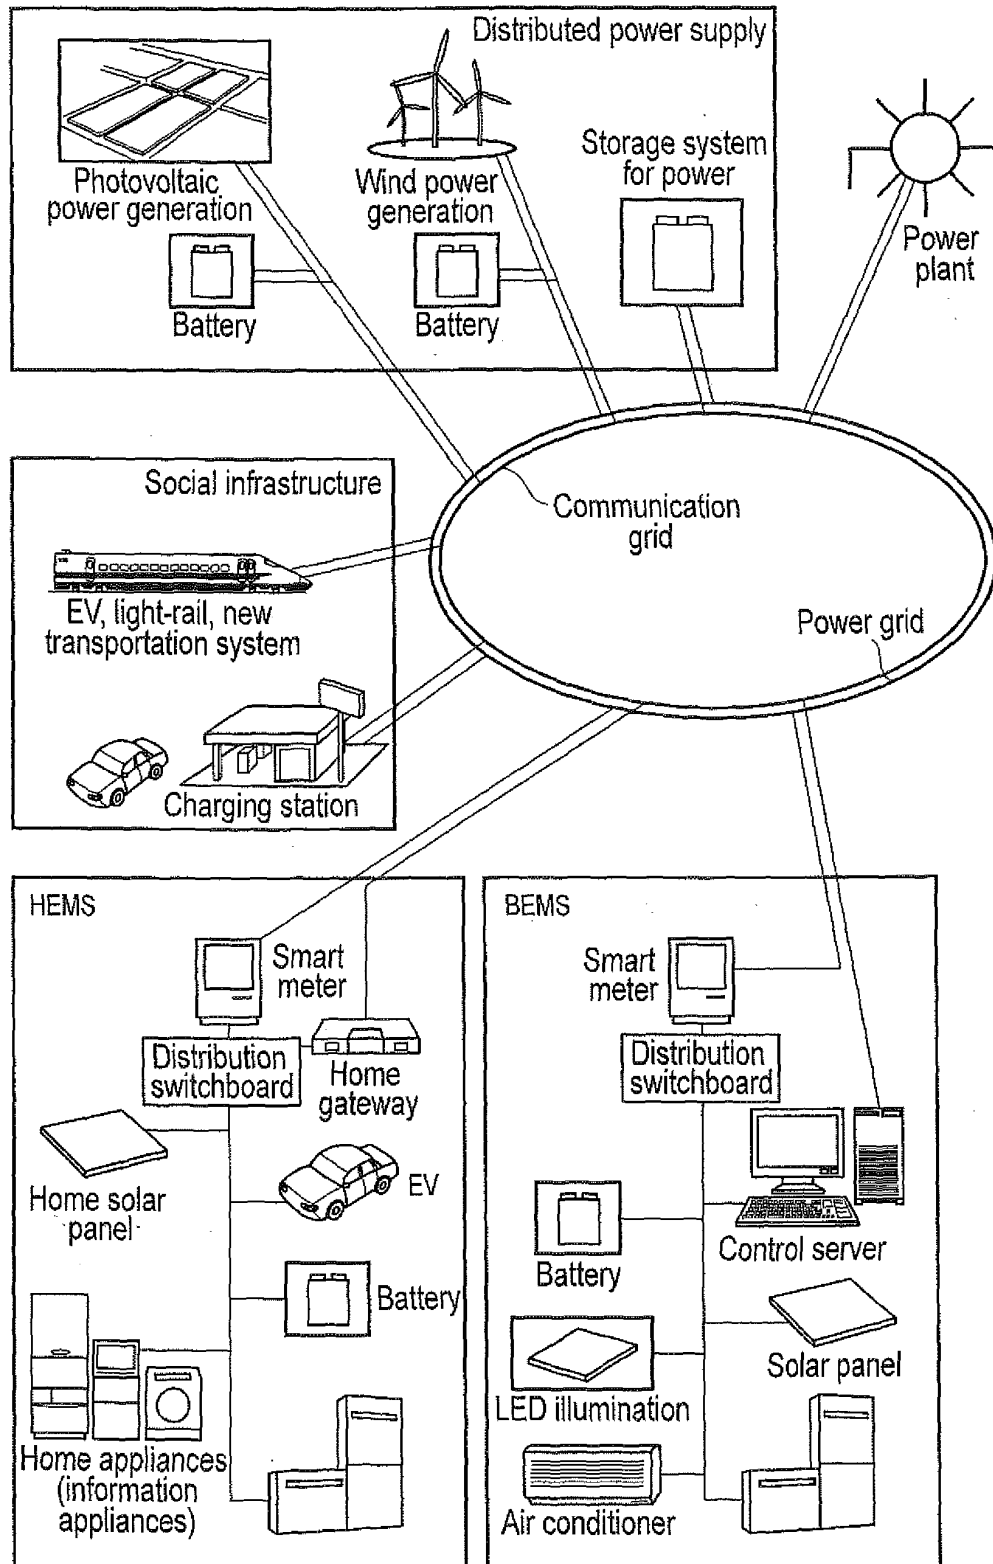 Distributed power supply
Photovoltaic
power generation
Wind power
generation
Storage system
for power
Battery
Battery
Power
plant
Social infrastructure
Communication
grid
EV, light-rail, new
transportation system
Power grid
Charging station
HEMS
Smart
meter
Distribution
switchboard
Home
gateway
Home solar
panel
EV
Battery
Home appliances
(information
appliances)
BEMS
Smart
meter
Distribution
switchboard
Control server
Battery
Solar panel
LED illumination
Air conditioner